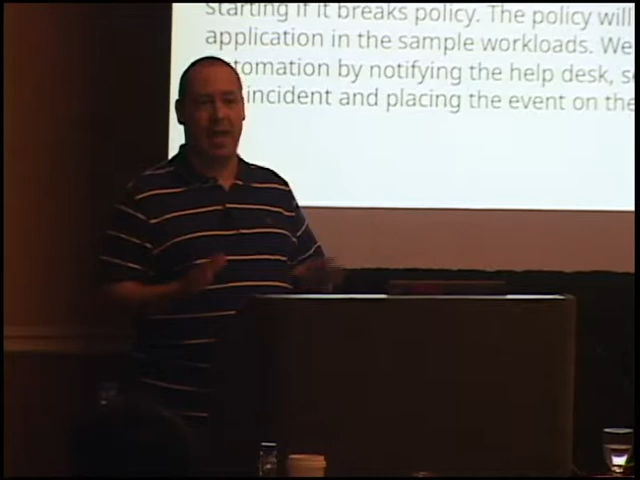 starting if it breaks policy. The policy will
application in the sample workloads. We
tomation by notifying the help desk, s
incident and placing the event on the